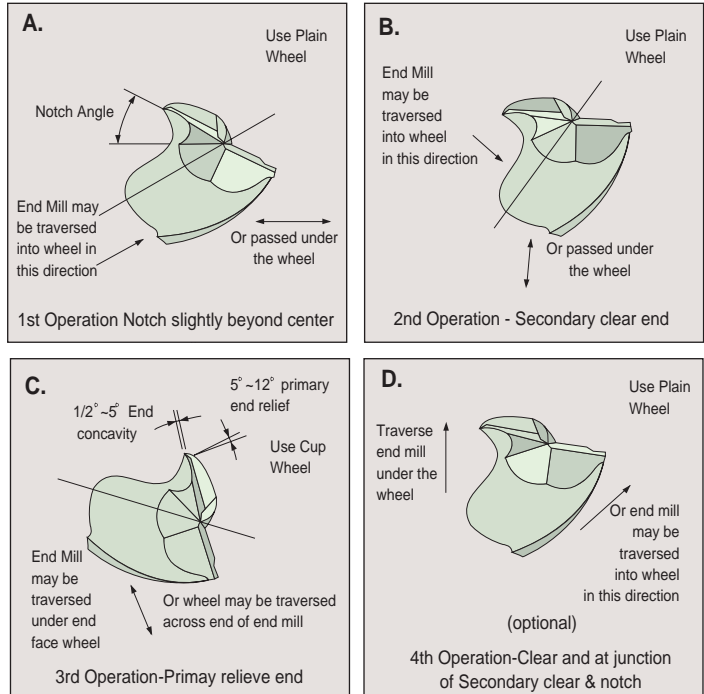 A.
Use Plain
Wheel
Notch Angle
End Mill may
be traversed
into wheel in
this direction
Or passed under
the wheel
1st Operation Notch slightly beyond center
B.
Use Plain
Wheel
End Mill
may be
traversed
into wheel
in this direction
Or passed under
the wheel
2nd Operation - Secondary clear end
C.
5° ~12° primary
end relief
1/2° ~5° End
concavity
Use Cup
Wheel
End Mill
may be
traversed
under end
face wheel
Or wheel may be traversed
across end of end mill
3rd Operation-Primay relieve end
D.
Use Plain
Wheel
Traverse
end mill
under the
wheel
Or end mill
may be
traversed
into wheel
in this direction
(optional)
4th Operation-Clear and at junction
of Secondary clear & notch